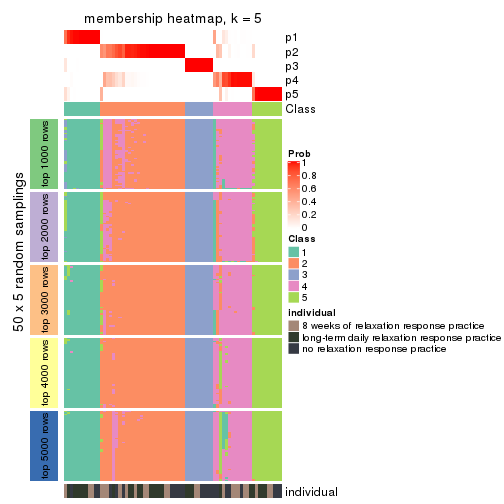 membership heatmap, k = 5
p1
p2
p3
p4
p5
Class
50 x 5 random samplings
top 1000 rows
top 2000 rows
top 3000 rows
top 4000 rows
top 5000 rows
individual
Prob
1
0.8
0.6
0.4
0.2
0
Class
1
2
3
4
5
individual
8 weeks of relaxation response practice
long-term daily relaxation response practice
no relaxation response practice